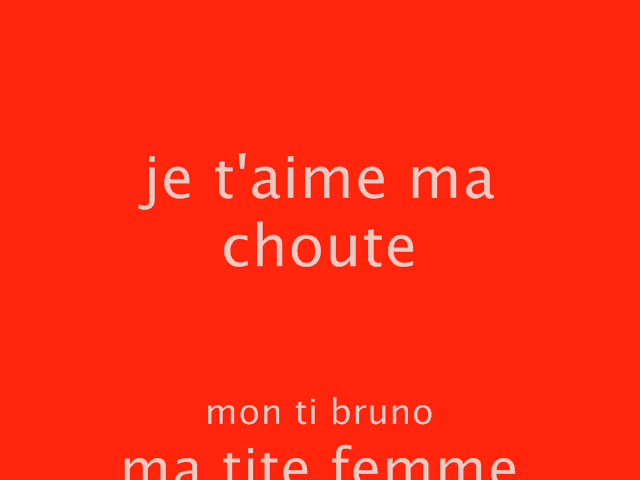 je t'aime ma
choute
mon ti bruno
ma tite femme